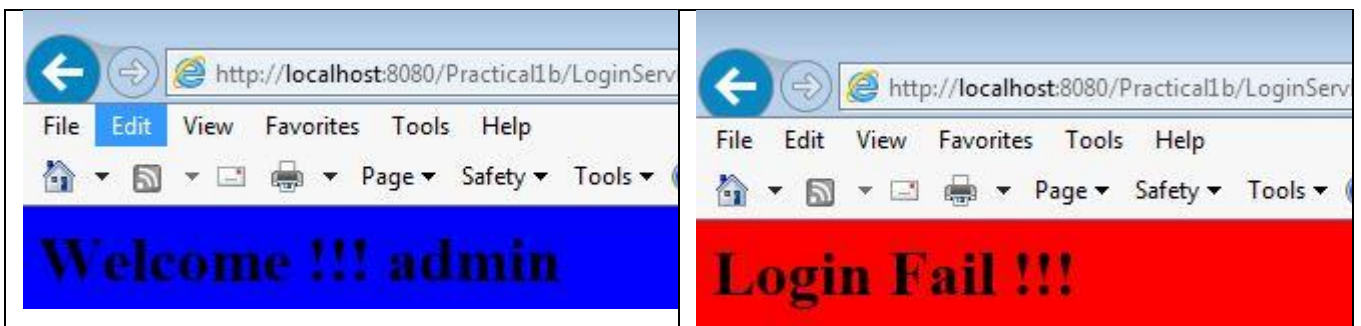 http://localhost:8080/Practical1b/LoginServ
File Edit View Favorites Tools Help
Page Safety Tools
Welcome !!! admin
http://localhost:8080/Practical1b/LoginServ
File Edit View Favorites Tools Help
Page Safety Tools
Login Fail !!!